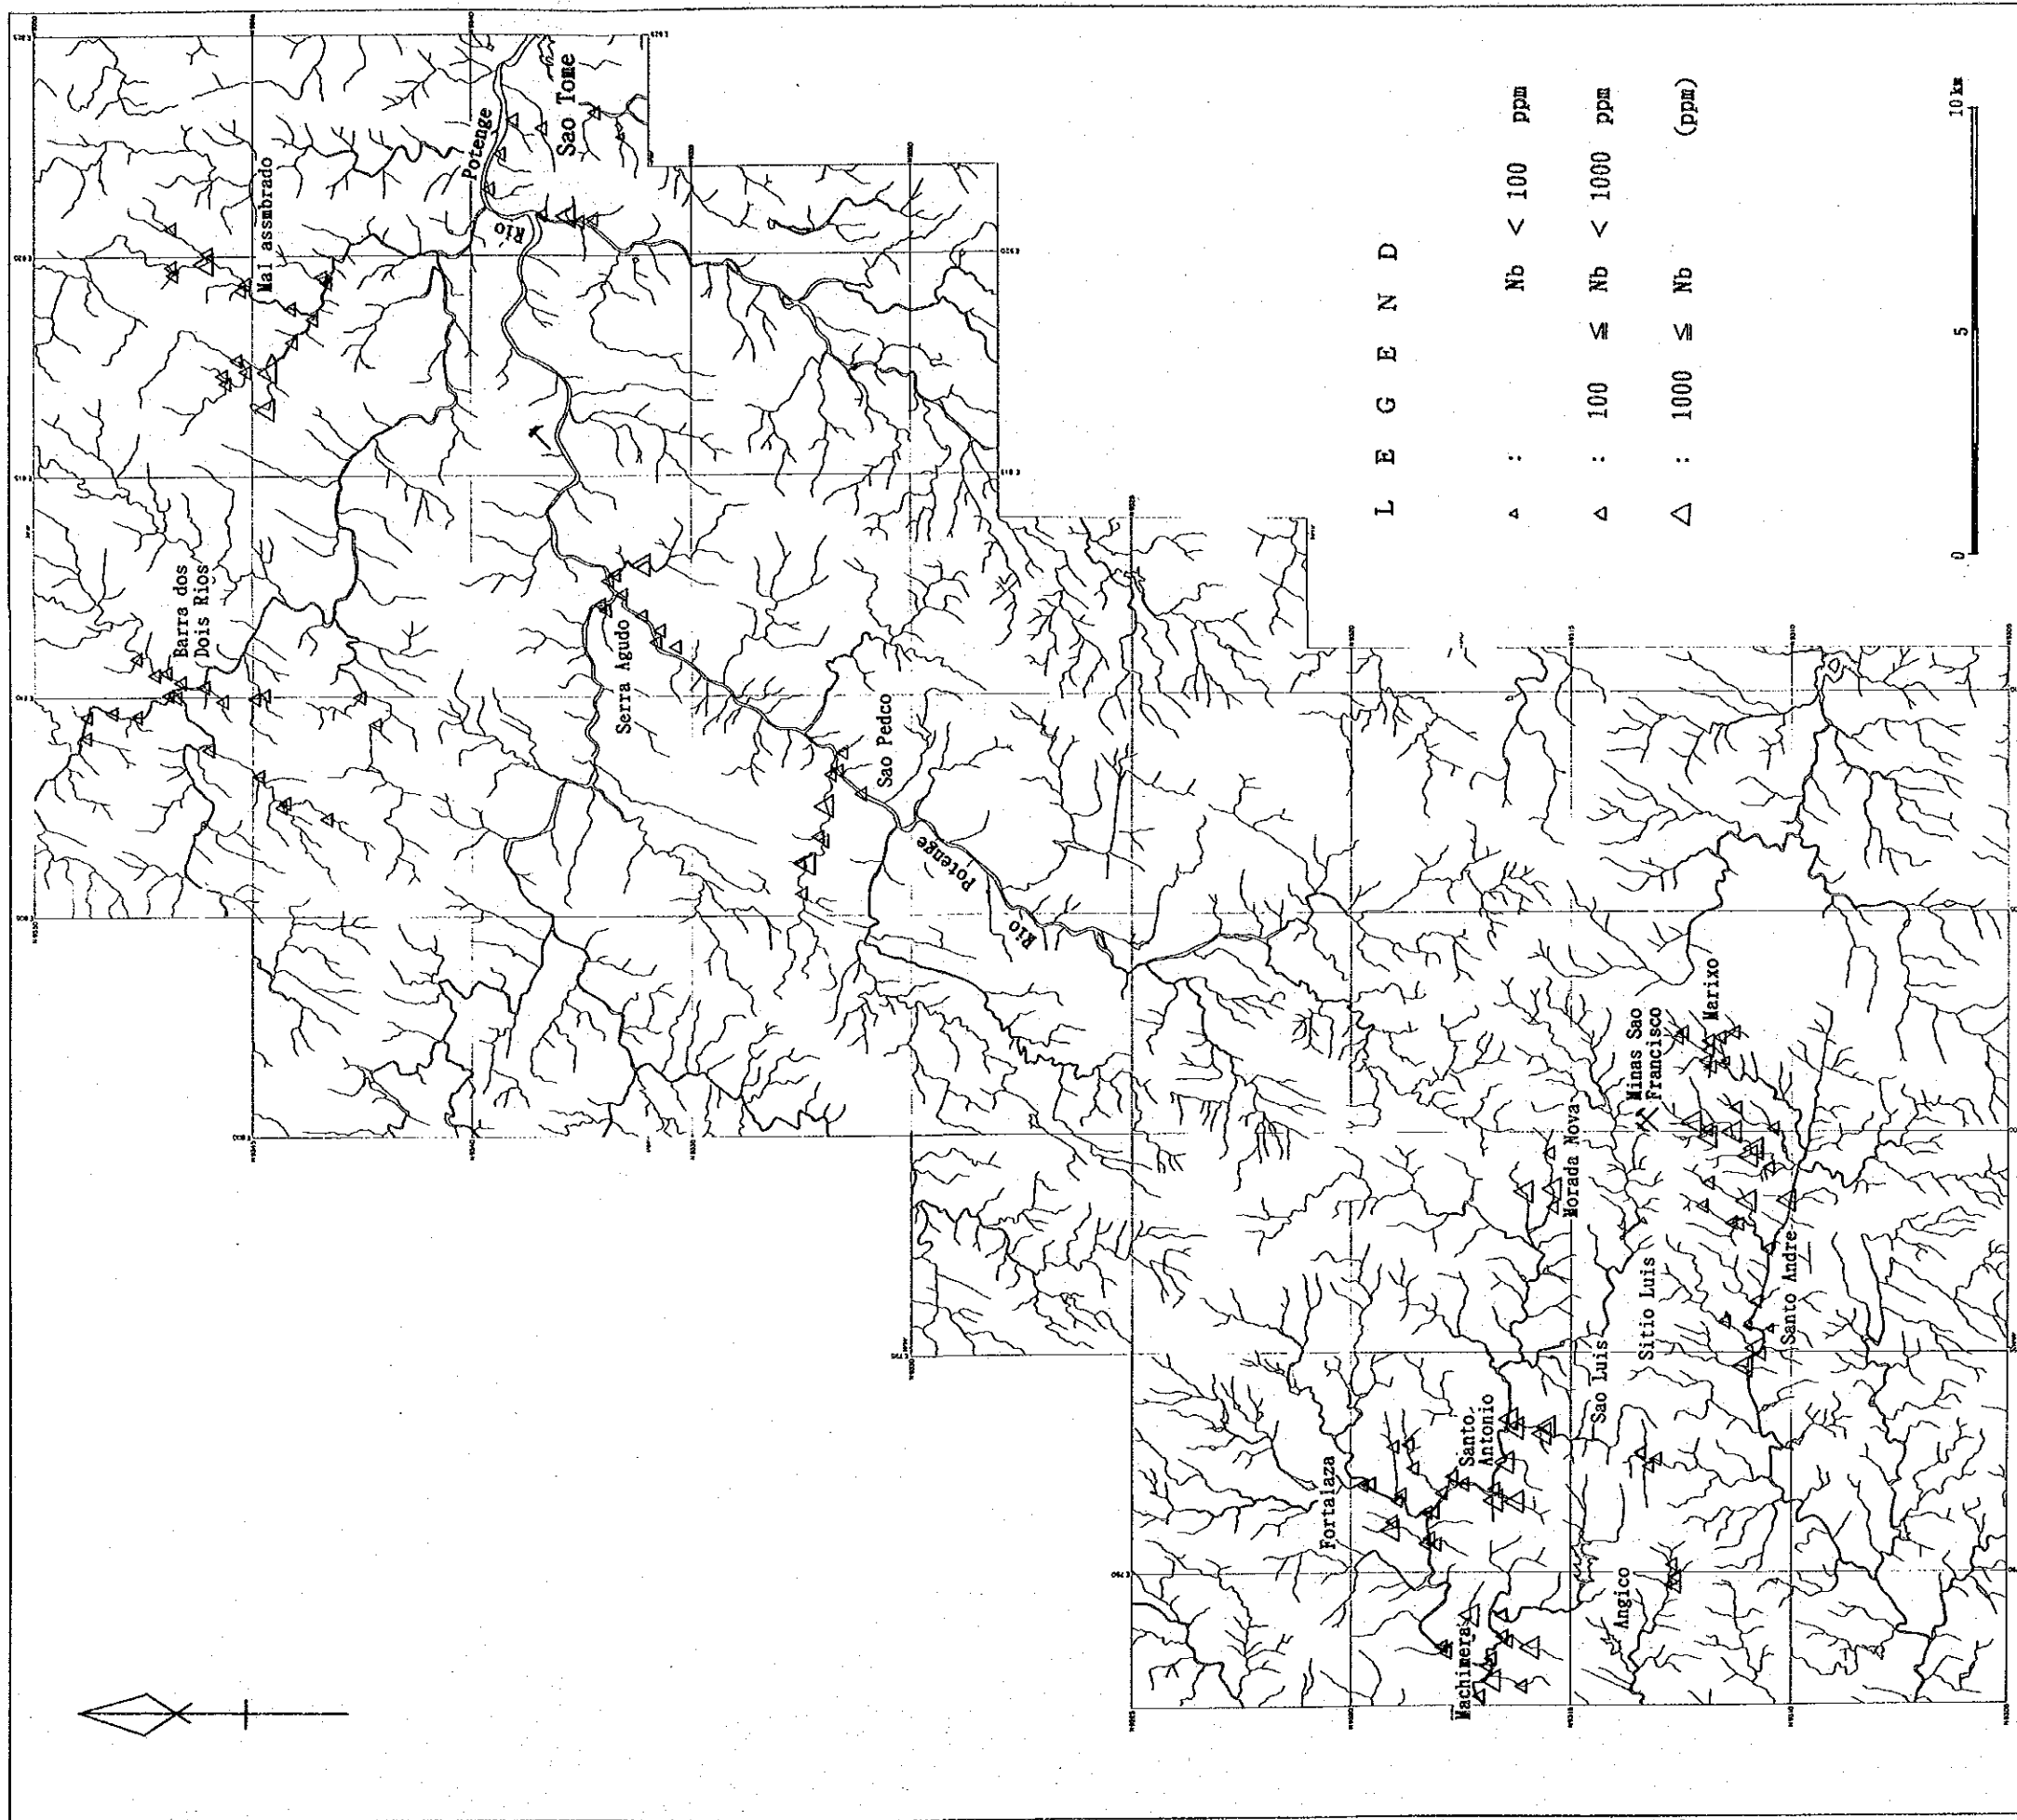 Mal assmbrado
Potenge
Sao Tome
Rio
Barra dos
Dois Rios
Serra Agudo
Sao Pedco
Potenge
Rio
Marixo
Minas Sao
Francisco
Morada Nova
Sitio Luis
Santo Andre
Sao Luis
Santo
Antonio
Fortalaza
Angico
Machimera
L E G E N D
△ : Nb < 100 ppm
△ : 100 ≦ Nb < 1000 ppm
△ : 1000 ≦ Nb (ppm)
0 5 10km